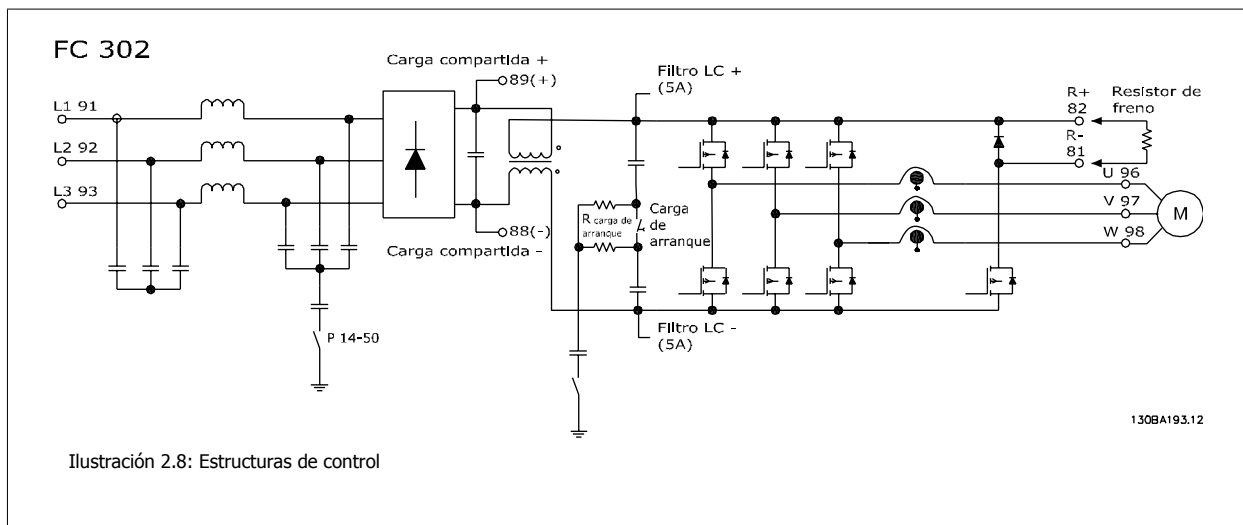 FC 302
Carga compartida +
89(+)
Filtro LC +
(5A)
R+
82
Resistor de
freno
R-
81
L1 91
L2 92
L3 93
U 96
V 97
W 98
M
R carga de
arranque
Carga
de
arranque
88(-)
Carga compartida -
P 14-50
Filtro LC -
(5A)
130BA193.12
Ilustración 2.8: Estructuras de control